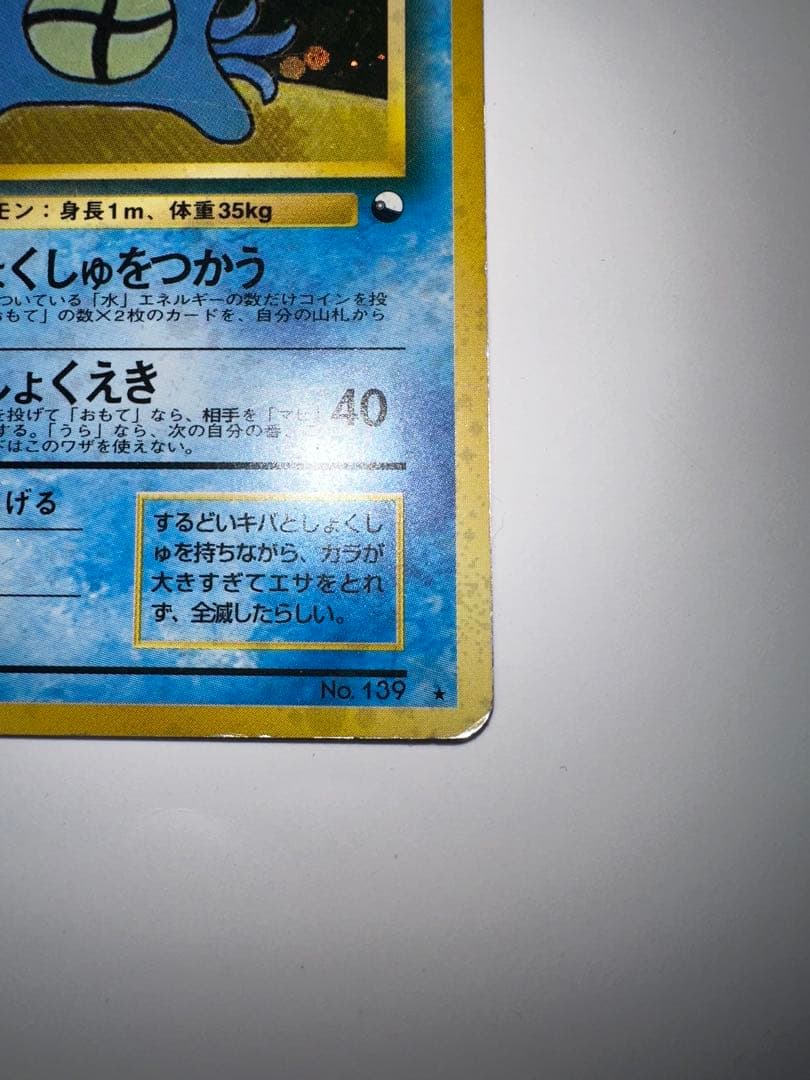 モン：身長1m、体重35kg
くしゅをつかう
ついている「水」エネルギーの数だけコインを投
おもて」の数×2枚のカードを、自分の山札から
しょくえき
40
を投げて「おもて」なら、相手を「マヒ」
する。「うら」なら、次の自分の番、
はこのワザを使えない。
げる
するどいキバとしょくし
ゅを持ちながら、カラが
大きすぎてエサをとれ
ず、全滅したらしい。
No. 139 ★